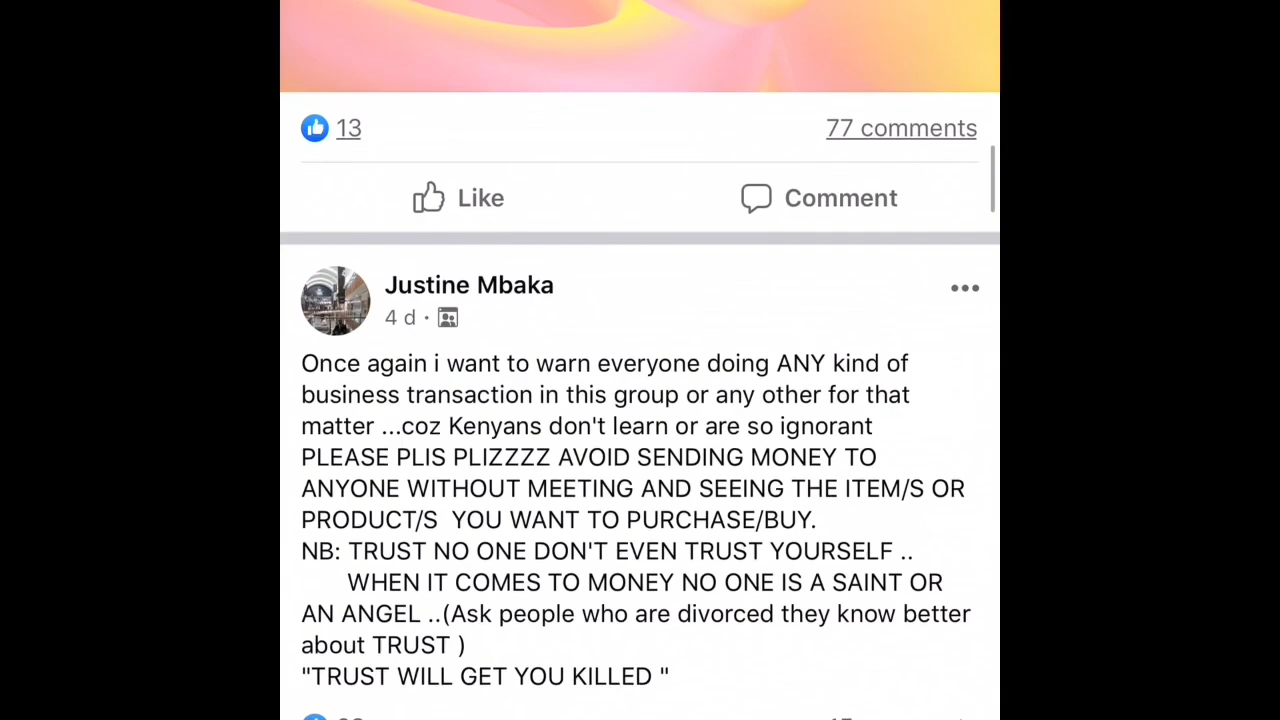 13
77 comments
Like
Comment
Justine Mbaka
4 d ·
Once again i want to warn everyone doing ANY kind of
business transaction in this group or any other for that
matter ...coz Kenyans don't learn or are so ignorant
PLEASE PLIS PLIZZZZ AVOID SENDING MONEY TO
ANYONE WITHOUT MEETING AND SEEING THE ITEM/S OR
PRODUCT/S  YOU WANT TO PURCHASE/BUY.
NB: TRUST NO ONE DON'T EVEN TRUST YOURSELF ..
WHEN IT COMES TO MONEY NO ONE IS A SAINT OR
AN ANGEL ..(Ask people who are divorced they know better
about TRUST )
"TRUST WILL GET YOU KILLED "